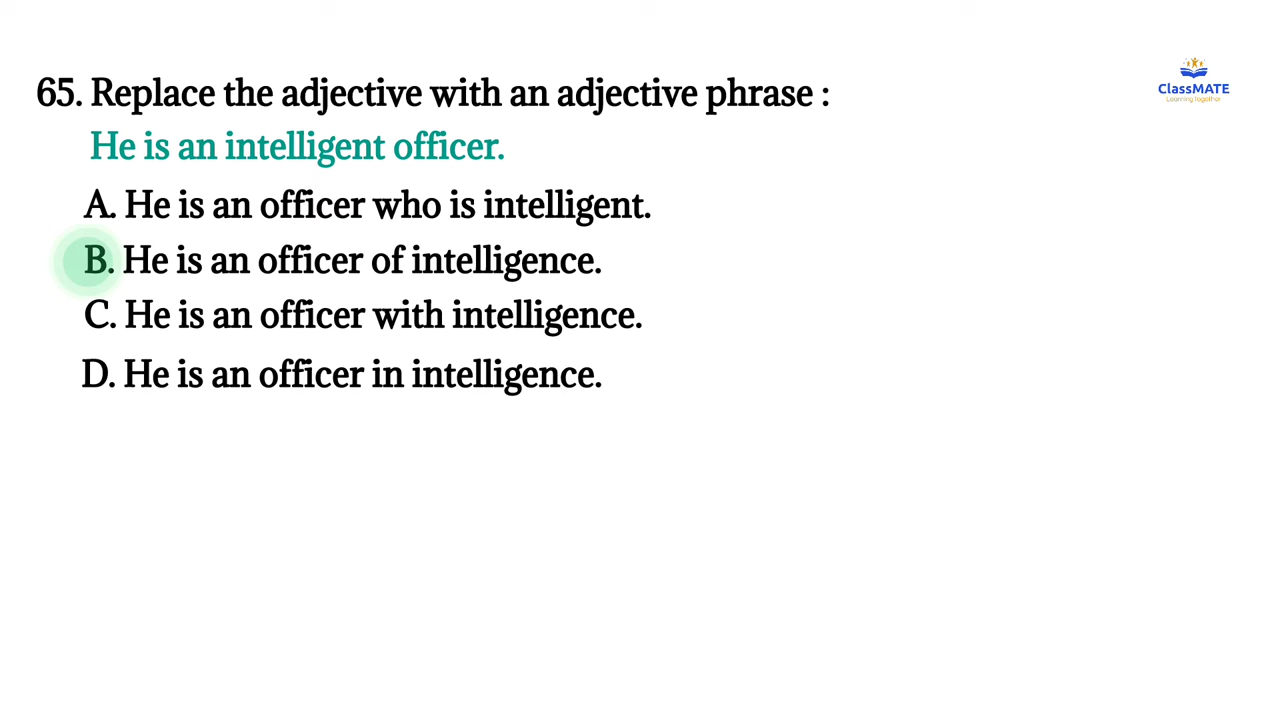 65. Replace the adjective with an adjective phrase :
He is an intelligent officer.
A. He is an officer who is intelligent.
B. He is an officer of intelligence.
C. He is an officer with intelligence.
D. He is an officer in intelligence.
ClassMATE
Learning together